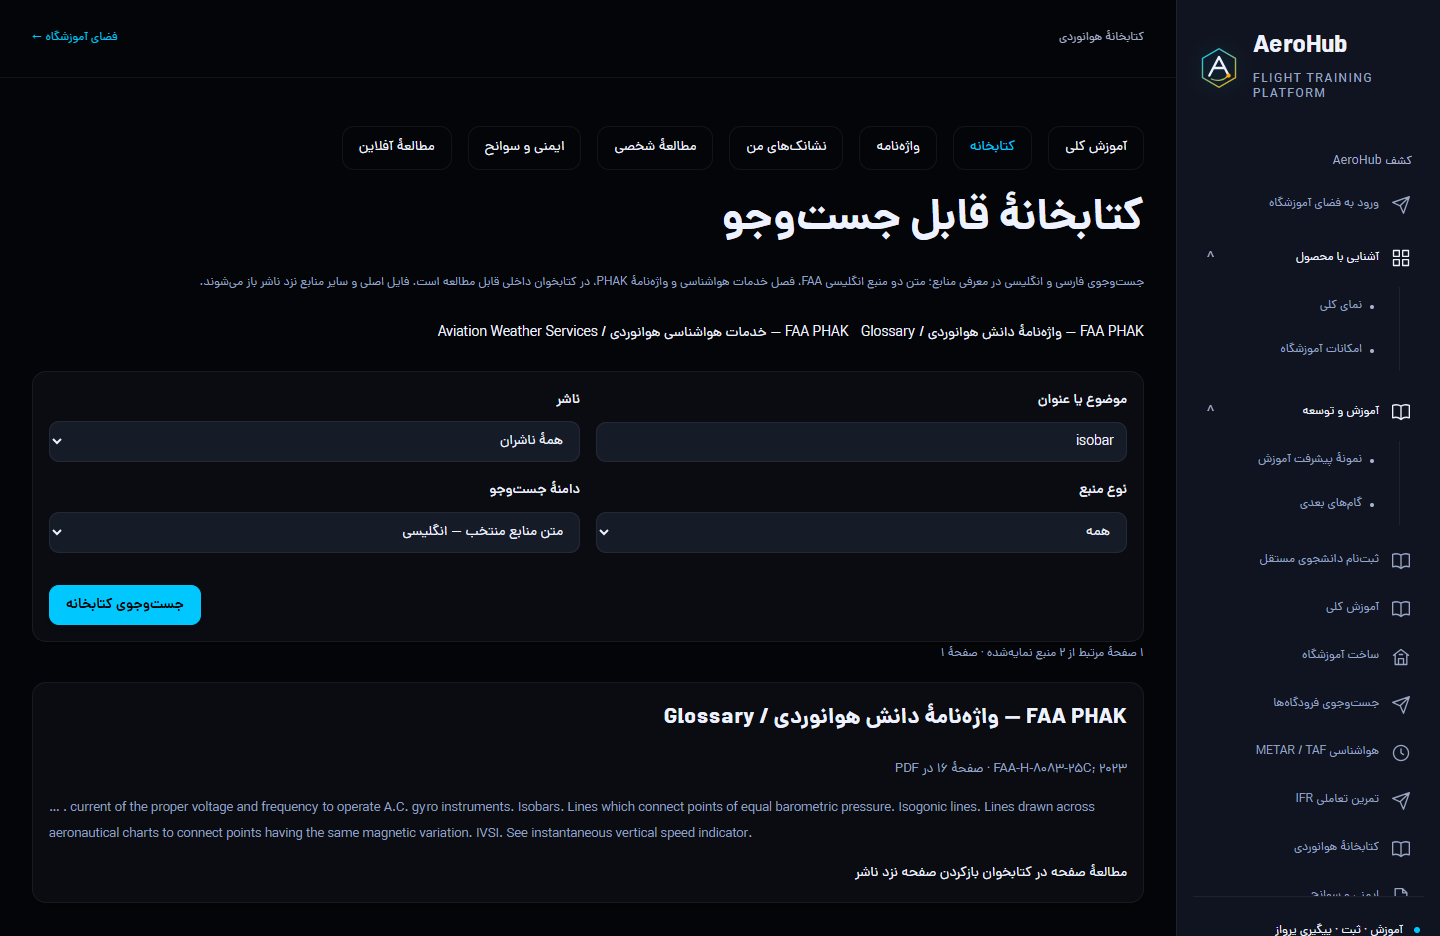 AeroHub
FLIGHT TRAINING
PLATFORM
کشف AeroHub
ورود به فضای آموزشگاه
آشنایی با محصول
^
نمای کلی
امکانات آموزشگاه
آموزش و توسعه
^
نمونهٔ پیشرفت آموزش
گام‌های بعدی
ثبت‌نام دانشجوی مستقل
آموزش کلی
ساخت آموزشگاه
جست‌وجوی فرودگاه‌ها
هواشناسی METAR / TAF
تمرین تعاملی IFR
کتابخانهٔ هوانوردی
ایمنی و سوانح
آموزش · ثبت · پیگیری پرواز
کتابخانهٔ هوانوردی
فضای آموزشگاه ←
آموزش کلی
کتابخانه
واژه‌نامه
نشانک‌های من
مطالعهٔ شخصی
ایمنی و سوانح
مطالعهٔ آفلاین
کتابخانهٔ قابل جست‌وجو
جست‌وجوی فارسی و انگلیسی در معرفی منابع؛ متن دو منبع انگلیسی FAA، فصل خدمات هواشناسی و واژه‌نامهٔ PHAK، در کتابخوان داخلی قابل مطالعه است. فایل اصلی و سایر منابع نزد ناشر باز می‌شوند.
FAA PHAK — واژه‌نامهٔ دانش هوانوردی / Glossary
FAA PHAK — خدمات هواشناسی هوانوردی / Aviation Weather Services
موضوع یا عنوان
ناشر
isobar
همهٔ ناشران
نوع منبع
دامنهٔ جست‌وجو
همه
متن منابع منتخب — انگلیسی
جست‌وجوی کتابخانه
۱ صفحهٔ مرتبط از ۲ منبع نمایه‌شده · صفحهٔ ۱
FAA PHAK — واژه‌نامهٔ دانش هوانوردی / Glossary
FAA-H-۸۰۸۳-۲۵C; ۲۰۲۳ · صفحهٔ ۱۶ در PDF
... . current of the proper voltage and frequency to operate A.C. gyro instruments. Isobars. Lines which connect points of equal barometric pressure. Isogonic lines. Lines drawn across
aeronautical charts to connect points having the same magnetic variation. IVSI. See instantaneous vertical speed indicator.
مطالعهٔ صفحه در کتابخوان بازکردن صفحه نزد ناشر